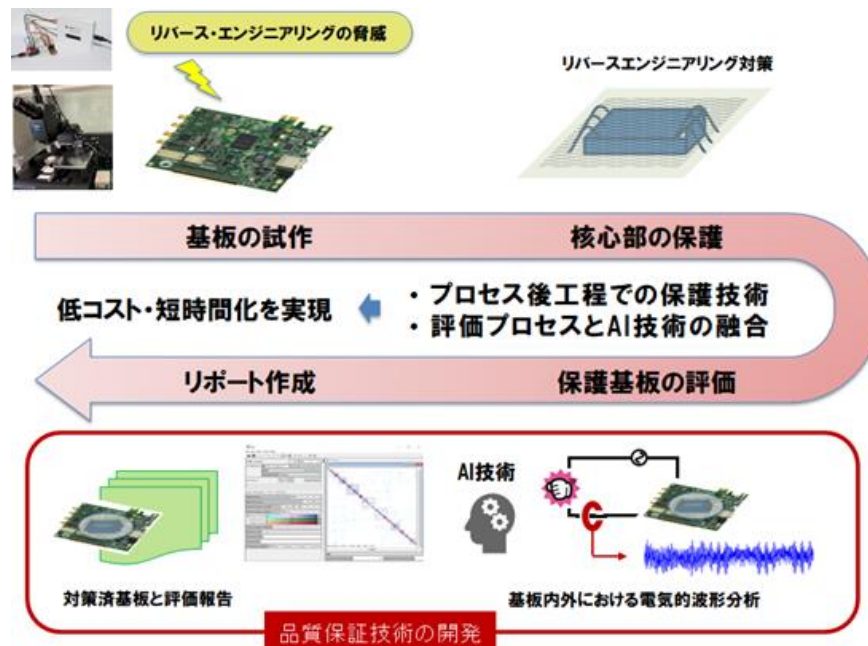 リバース・エンジニアリングの脅威
リバースエンジニアリング対策
基板の試作
核心部の保護
低コスト・短時間化を実現
・プロセス後工程での保護技術
・評価プロセスとAI技術の融合
リポート作成
保護基板の評価
AI技術
対策済基板と評価報告
基板内外における電気的波形分析
品質保証技術の開発